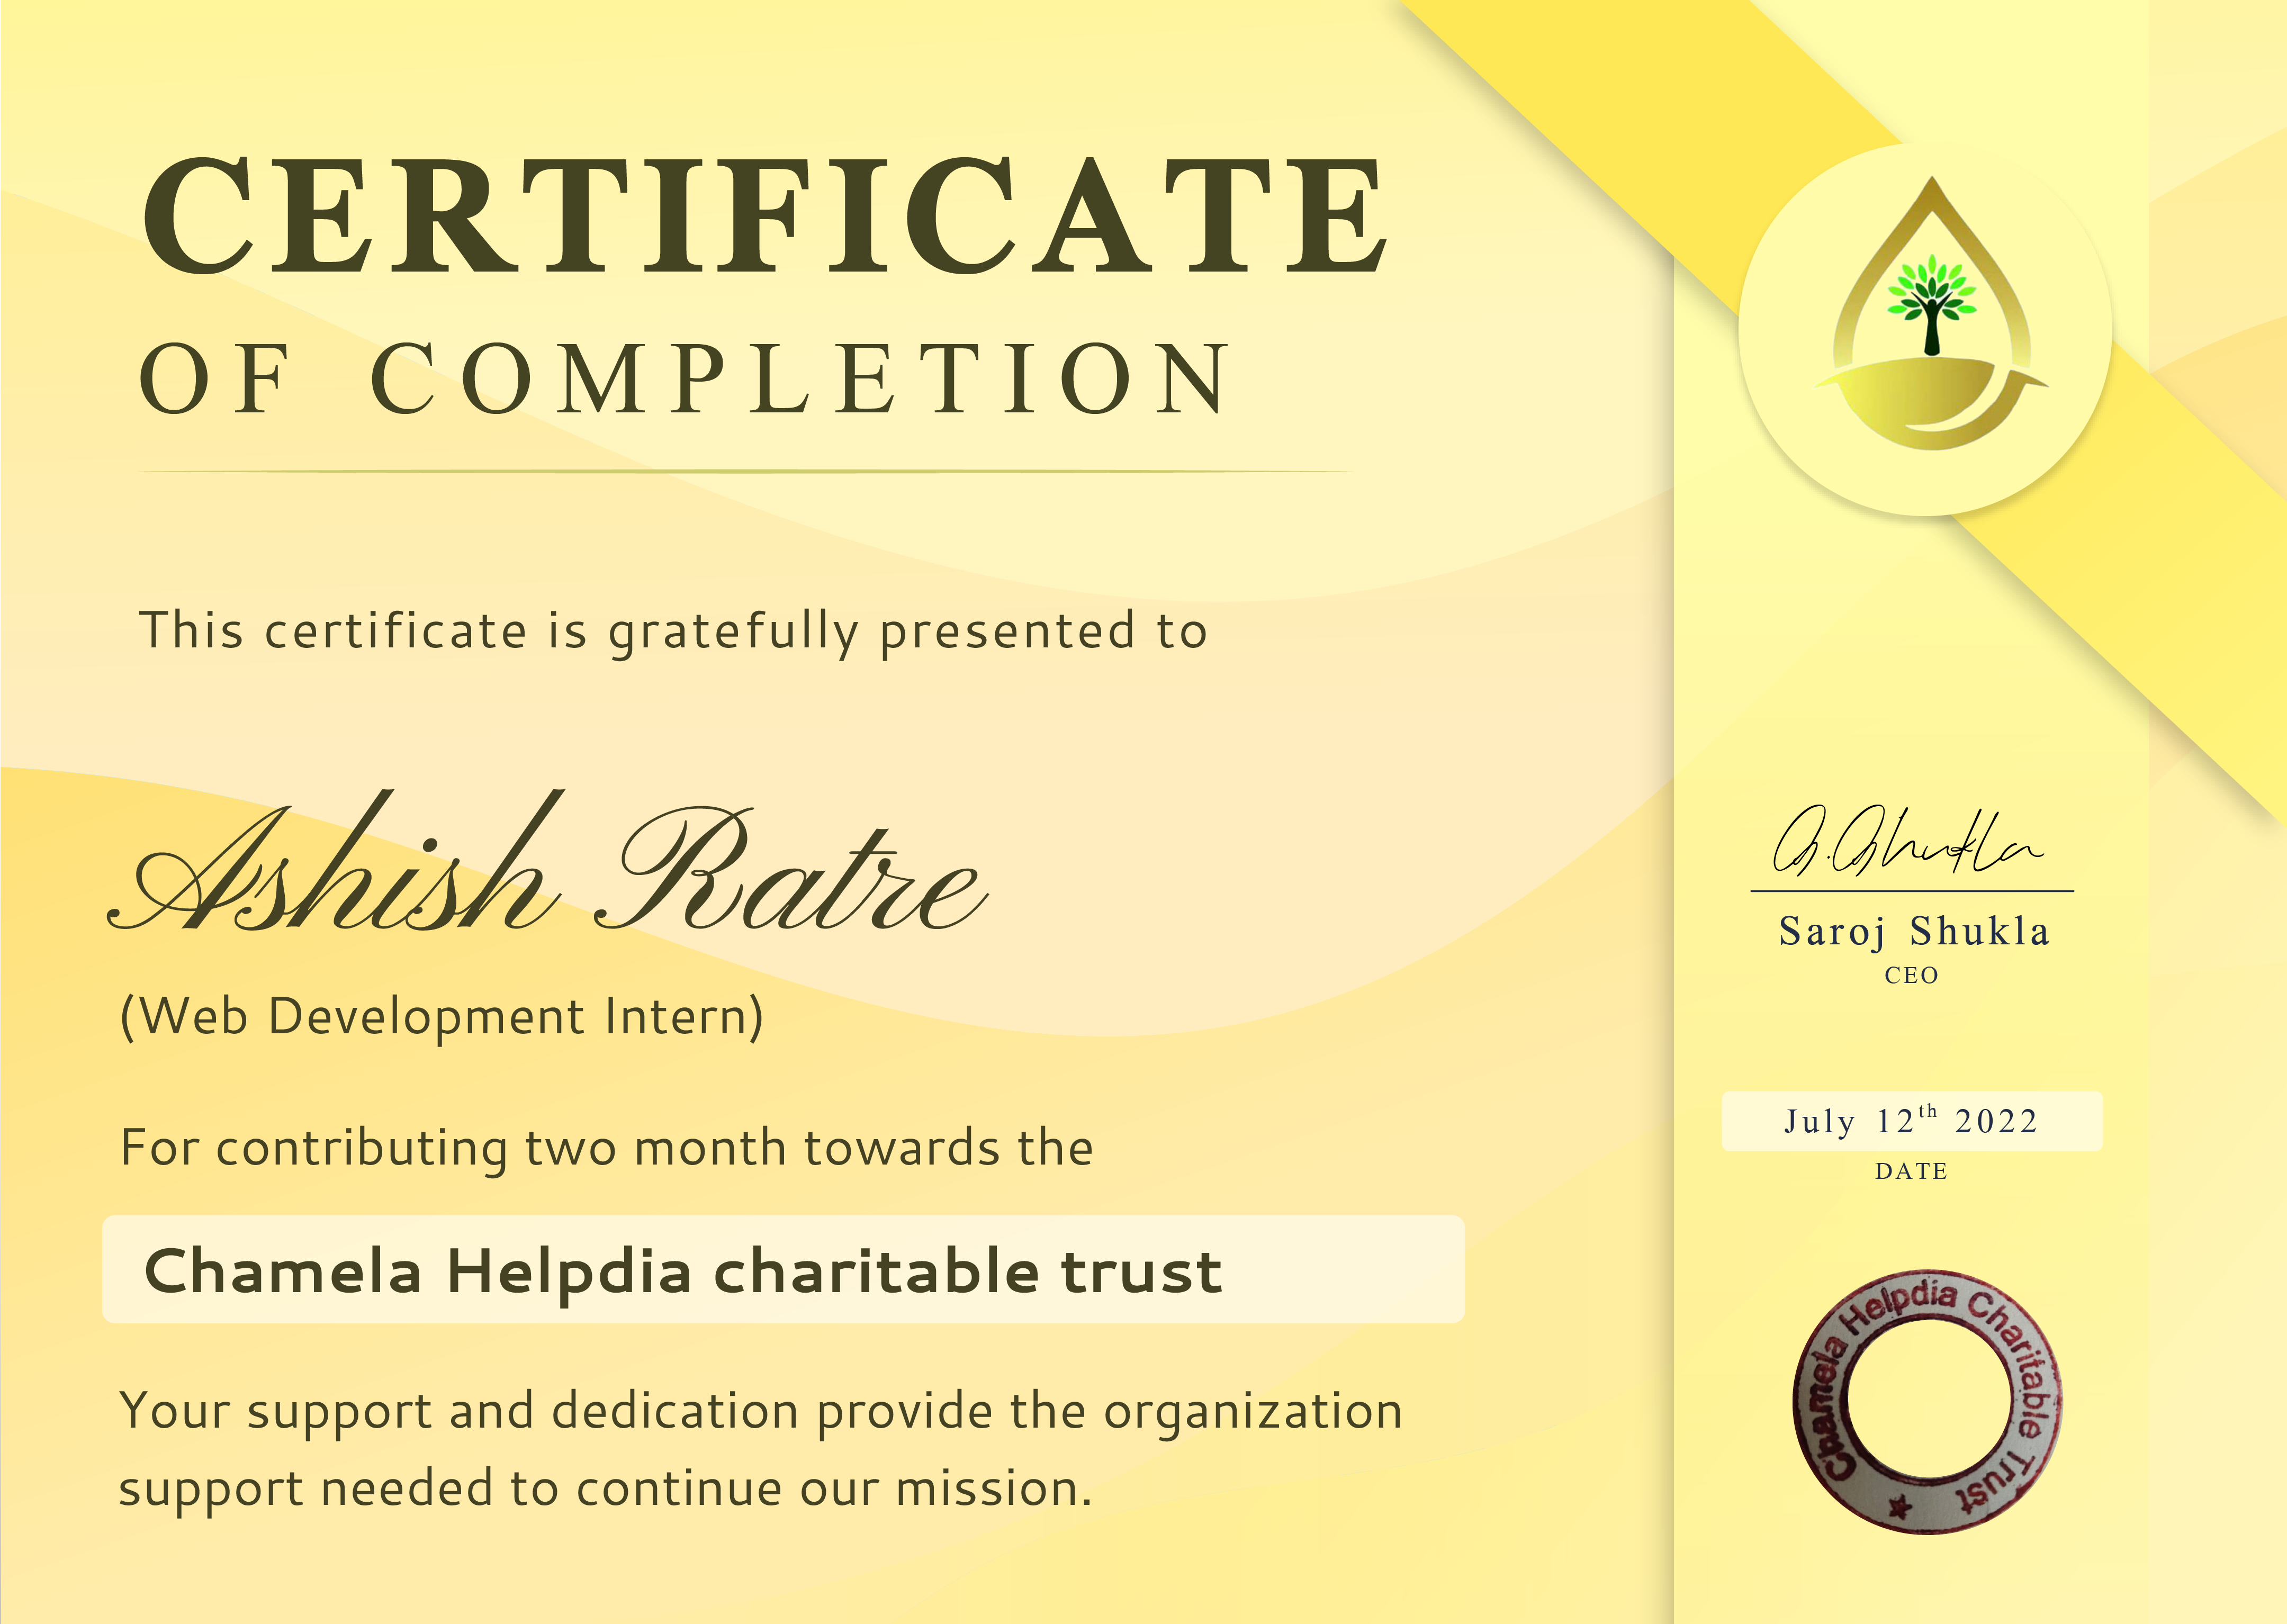 CERTIFICATE
OF COMPLETION
This certificate is gratefully presented to
Ashish Ratre
(Web Development Intern)
For contributing two month towards the
Chamela Helpdia charitable trust
Your support and dedication provide the organization
support needed to continue our mission.
S.Shukla
Saroj Shukla
CEO
July 12th 2022
DATE
Chamela Helpdia Charitable Trust